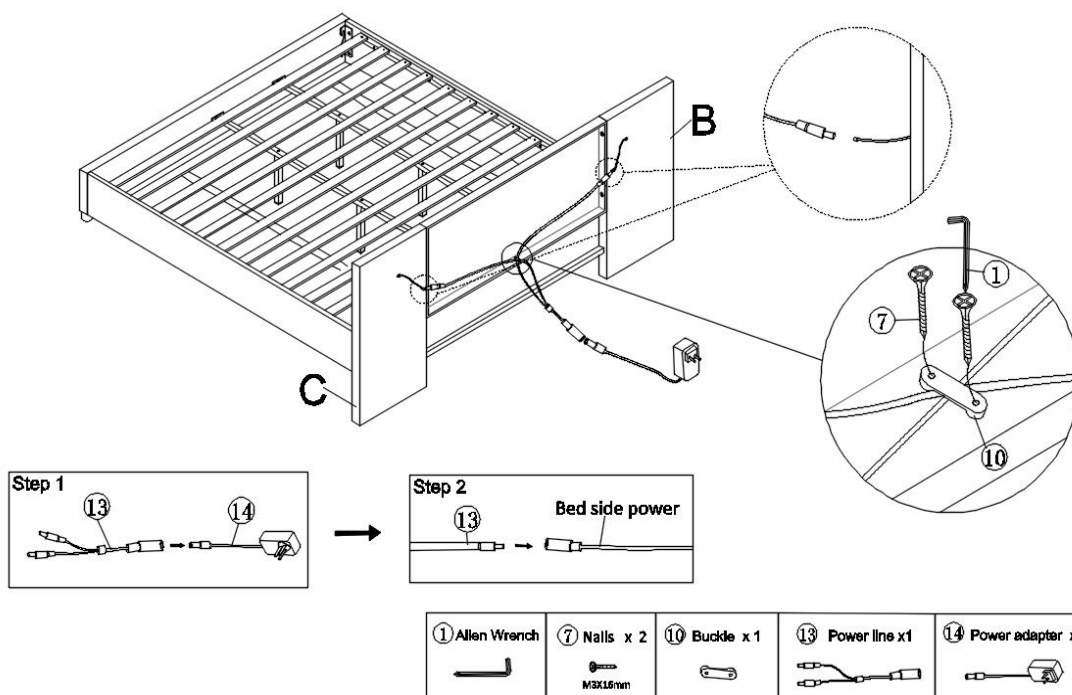 B
①
⑦
C
⑩
Step 1
⑬
⑭
Step 2
⑬
Bed side power
① Allen Wrench
⑦ Nails x 2
M3X16mm
⑩ Buckle x 1
⑬ Power line x1
⑭ Power adapter x